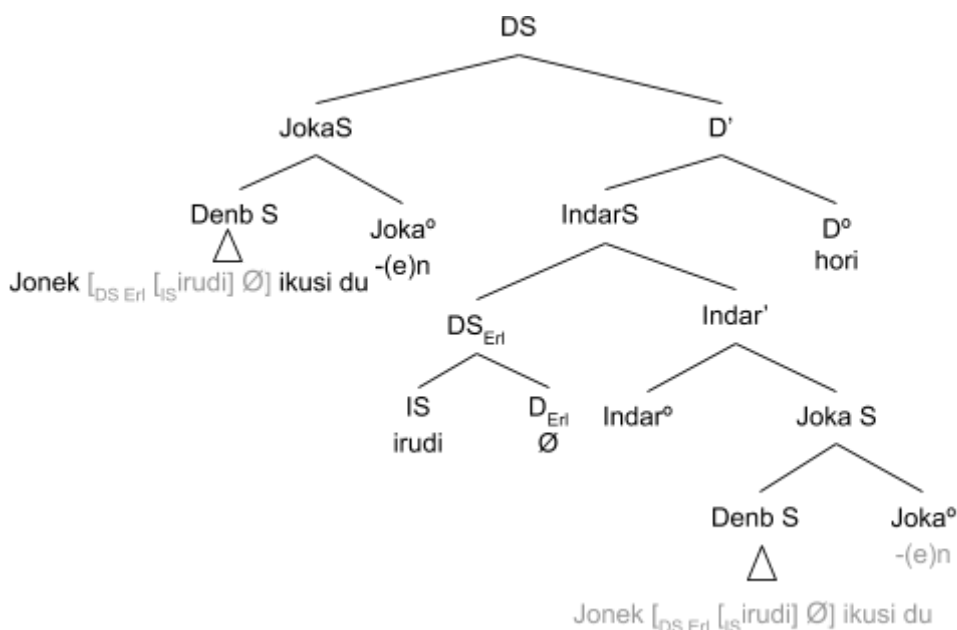 DS
JokaS D’
Denb S Jokaº IndarS Dº
-(e)n hori
Jonek [DS Erl [IS irudi] Ø] ikusi du
DSErl Indar’
IS DErl Indarº Joka S
irudi Ø
Denb S Jokaº
-(e)n
Jonek [DS Erl [IS irudi] Ø] ikusi du